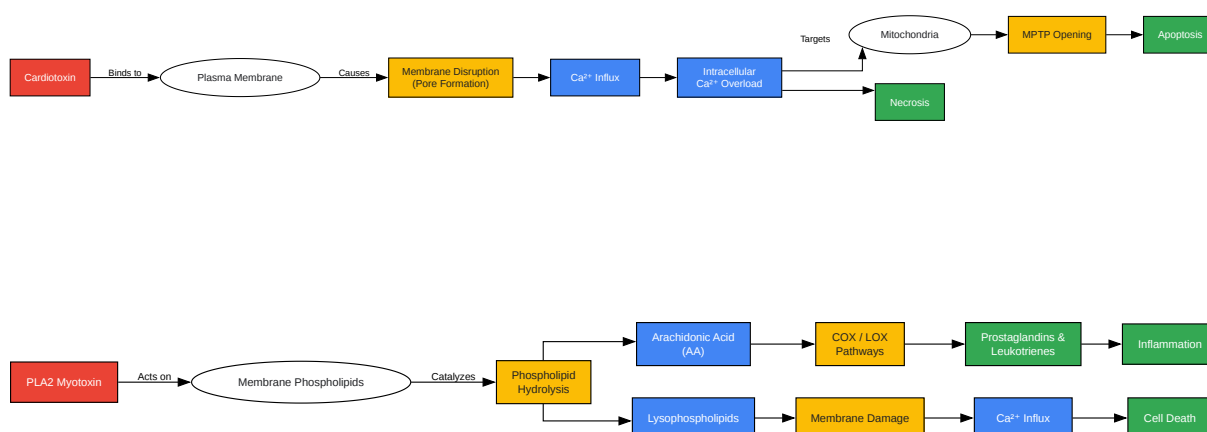 Targets
Mitochondria
MPTP Opening
Apoptosis
Cardiotoxin
Binds to
Plasma Membrane
Causes
Membrane Disruption
(Pore Formation)
Ca²⁺ Influx
Intracellular
Ca²⁺ Overload
Necrosis
PLA2 Myotoxin
Acts on
Membrane Phospholipids
Catalyzes
Phospholipid
Hydrolysis
Arachidonic Acid
(AA)
COX / LOX
Pathways
Prostaglandins &
Leukotrienes
Inflammation
Lysophospholipids
Membrane Damage
Ca²⁺ Influx
Cell Death